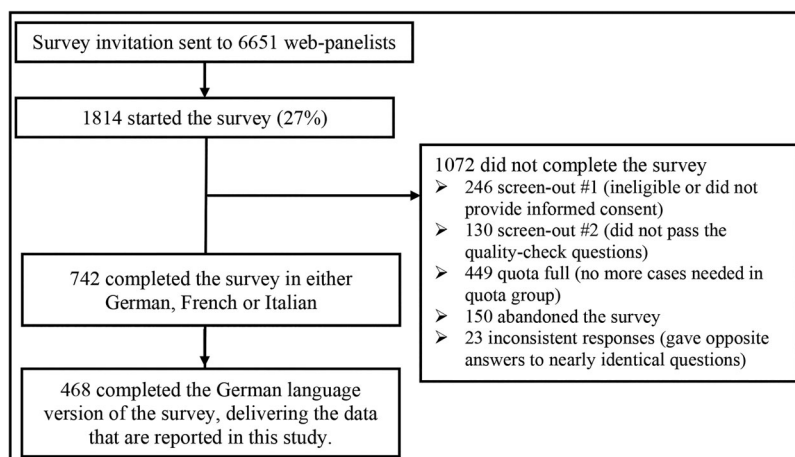 Survey invitation sent to 6651 web-panelists
1814 started the survey (27%)
1072 did not complete the survey
➢ 246 screen-out #1 (ineligible or did not
provide informed consent)
➢ 130 screen-out #2 (did not pass the
quality-check questions)
➢ 449 quota full (no more cases needed in
quota group)
➢ 150 abandoned the survey
➢ 23 inconsistent responses (gave opposite
answers to nearly identical questions)
742 completed the survey in either
German, French or Italian
468 completed the German language
version of the survey, delivering the data
that are reported in this study.